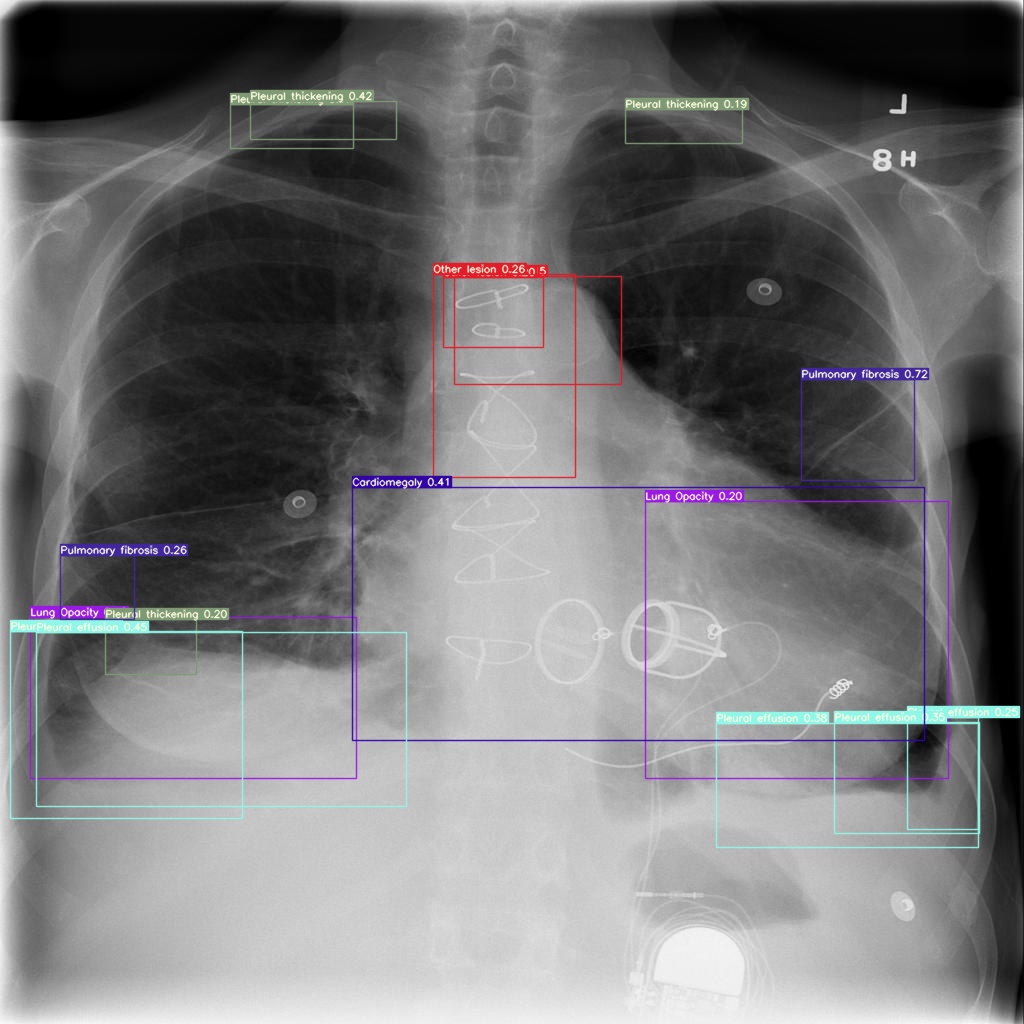 Pleural thickening 0.42
Pleural thickening 0.19
L
8 H
Other lesion 0.26
Pulmonary fibrosis 0.72
Cardiomegaly 0.41
Lung Opacity 0.20
Pulmonary fibrosis 0.26
Lung Opacity
Pleural thickening 0.20
Pleural effusion 0.45
Pleural effusion 0.38
Pleural effusion 0.35
effusion 0.25